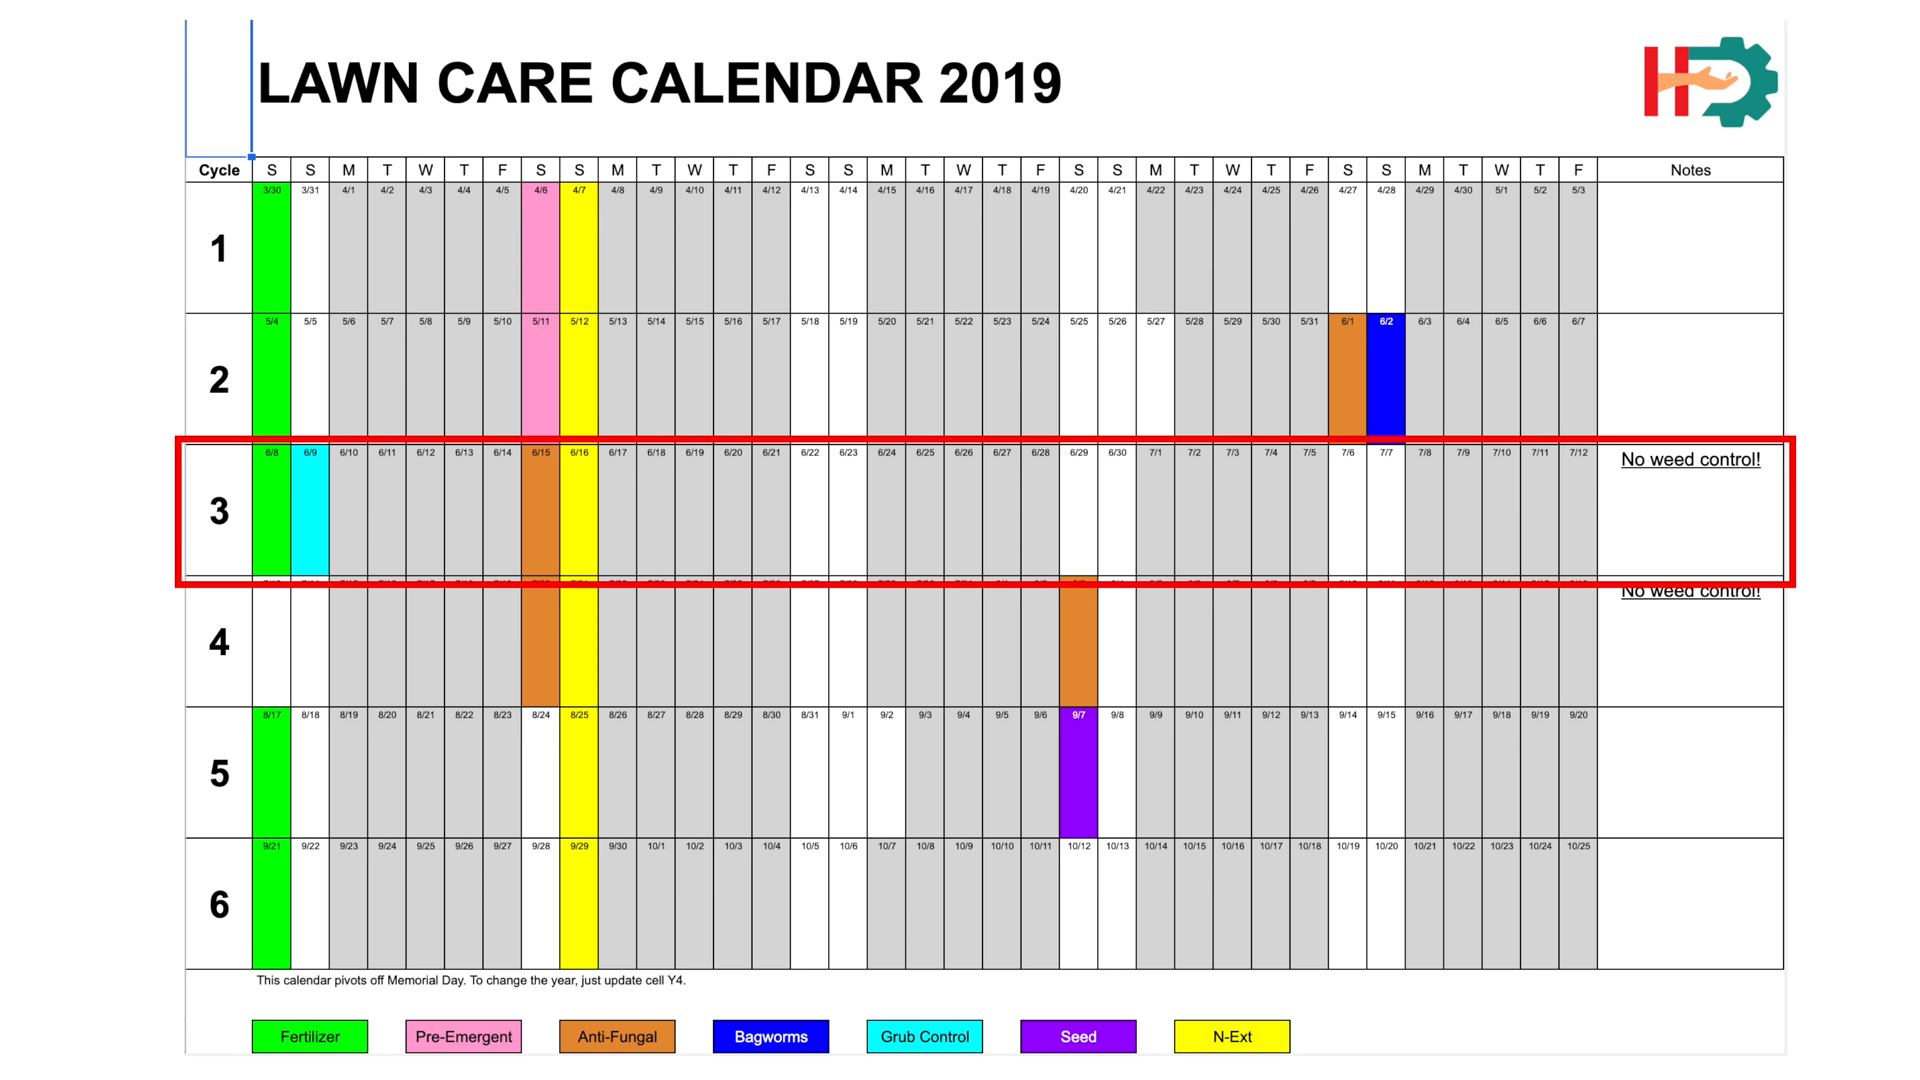 LAWN CARE CALENDAR 2019
Cycle S S M T W T F S S M T W T F S S M T W T F S S M T W T F S S M T W T F Notes
3/30 3/31 4/1 4/2 4/3 4/4 4/5 4/6 4/7 4/8 4/9 4/10 4/11 4/12 4/13 4/14 4/15 4/16 4/17 4/18 4/19 4/20 4/21 4/22 4/23 4/24 4/25 4/26 4/27 4/28 4/29 4/30 5/1 5/2 5/3
1
5/4 5/5 5/6 5/7 5/8 5/9 5/10 5/11 5/12 5/13 5/14 5/15 5/16 5/17 5/18 5/19 5/20 5/21 5/22 5/23 5/24 5/25 5/26 5/27 5/28 5/29 5/30 5/31 6/1 6/2 6/3 6/4 6/5 6/6 6/7
2
6/8 6/9 6/10 6/11 6/12 6/13 6/14 6/15 6/16 6/17 6/18 6/19 6/20 6/21 6/22 6/23 6/24 6/25 6/26 6/27 6/28 6/29 6/30 7/1 7/2 7/3 7/4 7/5 7/6 7/7 7/8 7/9 7/10 7/11 7/12
No weed control!
3
No weed control!
4
8/17 8/18 8/19 8/20 8/21 8/22 8/23 8/24 8/25 8/26 8/27 8/28 8/29 8/30 8/31 9/1 9/2 9/3 9/4 9/5 9/6 9/7 9/8 9/9 9/10 9/11 9/12 9/13 9/14 9/15 9/16 9/17 9/18 9/19 9/20
5
9/21 9/22 9/23 9/24 9/25 9/26 9/27 9/28 9/29 9/30 10/1 10/2 10/3 10/4 10/5 10/6 10/7 10/8 10/9 10/10 10/11 10/12 10/13 10/14 10/15 10/16 10/17 10/18 10/19 10/20 10/21 10/22 10/23 10/24 10/25
6
This calendar pivots off Memorial Day. To change the year, just update cell Y4.
Fertilizer Pre-Emergent Anti-Fungal Bagworms Grub Control Seed N-Ext